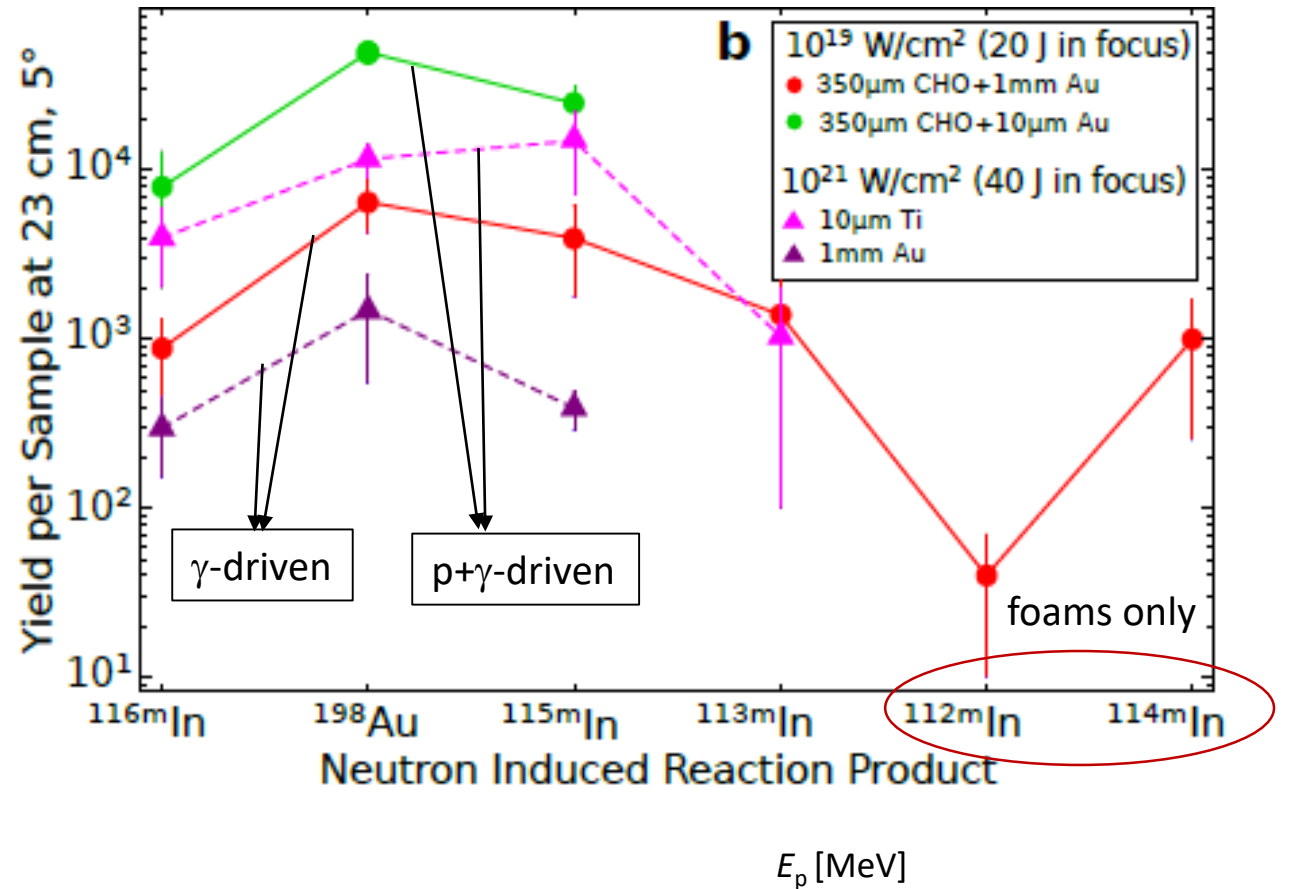 b
10¹⁹ W/cm² (20 J in focus)
350μm CHO+1mm Au
350μm CHO+10μm Au
10²¹ W/cm² (40 J in focus)
10μm Ti
1mm Au
Yield per Sample at 23 cm, 5°
10⁴
10³
10²
10¹
γ-driven
p+γ-driven
foams only
¹¹⁶ᵐIn ¹⁹⁸Au ¹¹⁵ᵐIn ¹¹³ᵐIn ¹¹²ᵐIn ¹¹⁴ᵐIn
Neutron Induced Reaction Product
Eₚ [MeV]